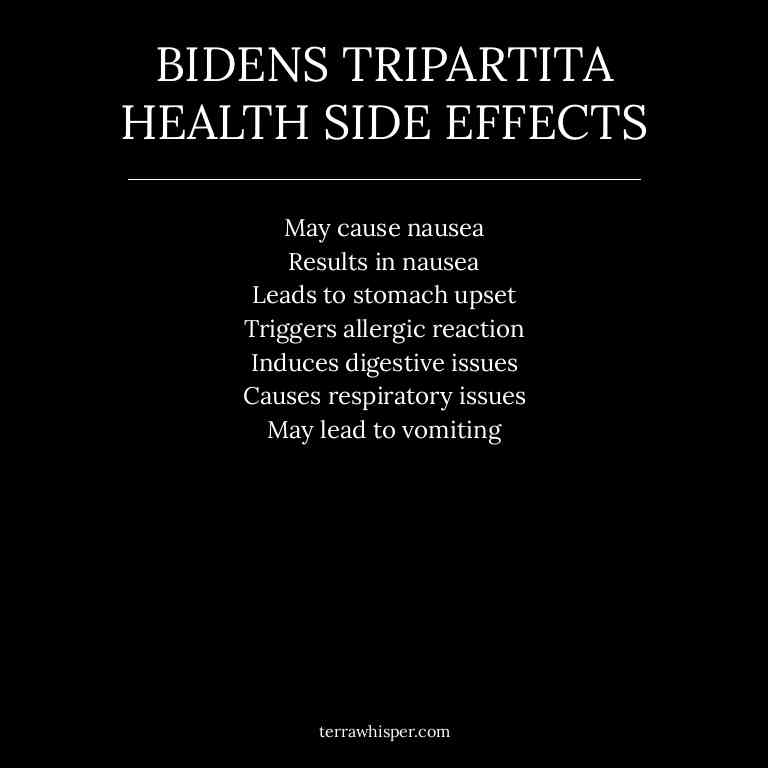 BIDENS TRIPARTITA
HEALTH SIDE EFFECTS
May cause nausea
Results in nausea
Leads to stomach upset
Triggers allergic reaction
Induces digestive issues
Causes respiratory issues
May lead to vomiting
terrawhisper.com